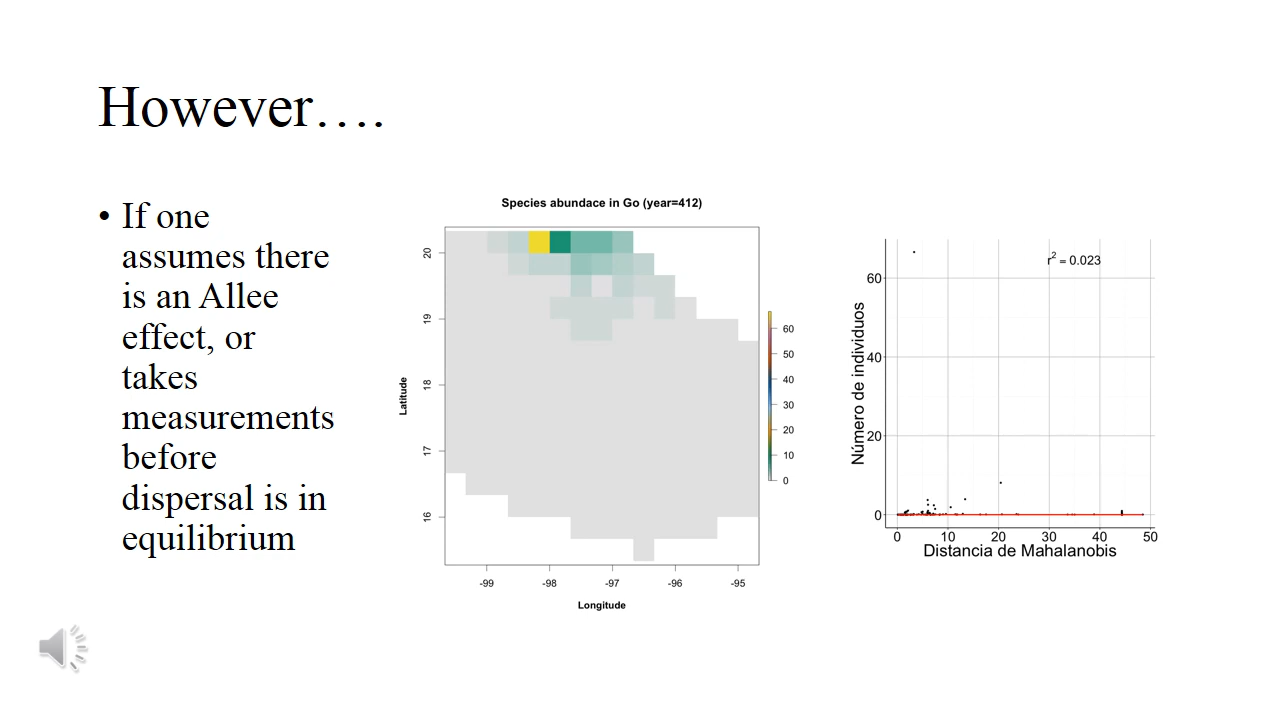 However….
• If one
assumes there
is an Allee
effect, or
takes
measurements
before
dispersal is in
equilibrium
Species abundace in Go (year=412)
Latitude
20
19
18
17
16
-99 -98 -97 -96 -95
Longitude
60
50
40
30
20
10
0
r² = 0.023
Número de individuos
60
40
20
0
0 10 20 30 40 50
Distancia de Mahalanobis